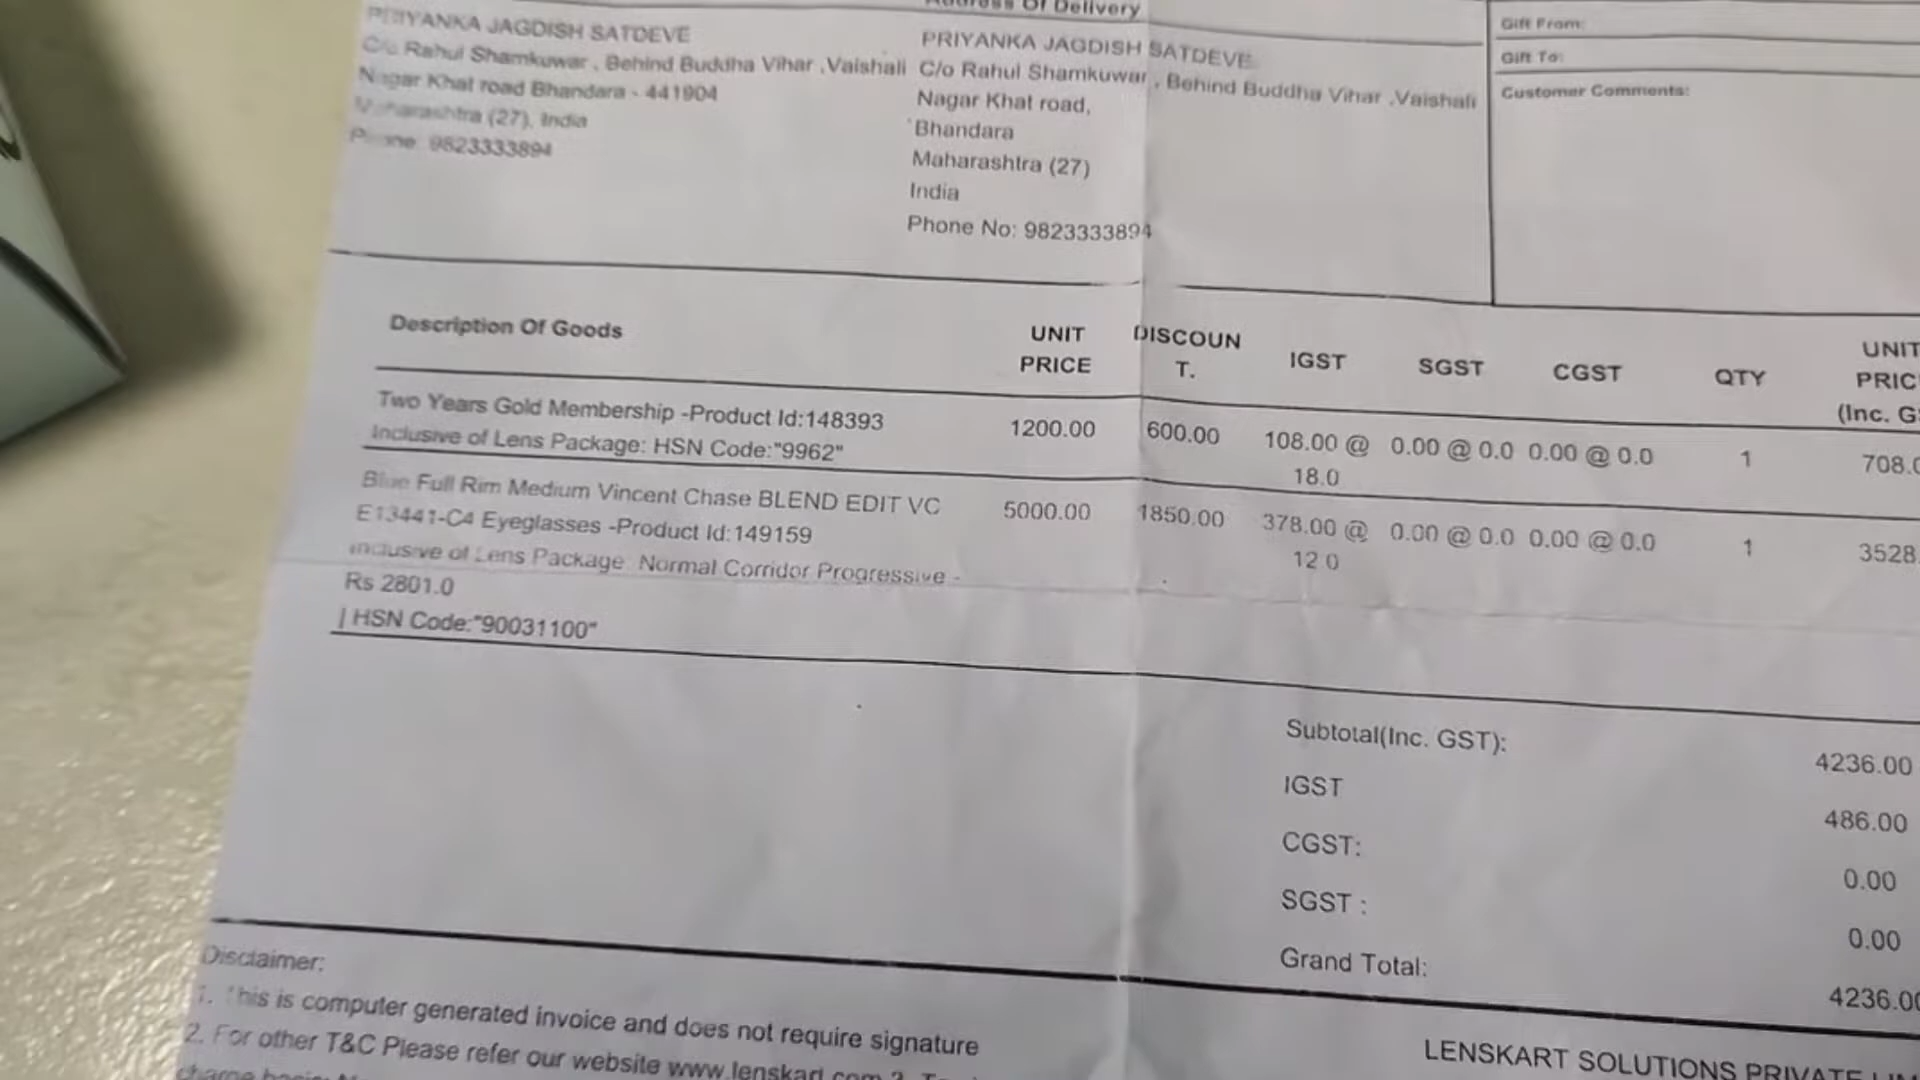 Address Of Delivery
PRIYANKA JAGDISH SATDEVE
C/o Rahul Shamkuwar , Behind Buddha Vihar ,Vaishali
Nagar Khat road Bhandara - 441904
Maharashtra (27), India
Phone: 9823333894
PRIYANKA JAGDISH SATDEVE
C/o Rahul Shamkuwar , Behind Buddha Vihar ,Vaishali
Nagar Khat road,
Bhandara
Maharashtra (27)
India
Phone No: 9823333894
Gift From:
Gift To:
Customer Comments:
Description Of Goods UNIT PRICE DISCOUN T. IGST SGST CGST QTY UNIT PRIC (Inc. G
Two Years Gold Membership -Product Id:148393 1200.00 600.00 108.00 @ 0.00 @ 0.0 0.00 @ 0.0 1 708.0
Inclusive of Lens Package: HSN Code:"9962" 18.0
Blue Full Rim Medium Vincent Chase BLEND EDIT VC 5000.00 1850.00 378.00 @ 0.00 @ 0.0 0.00 @ 0.0 1 3528.
E13441-C4 Eyeglasses -Product Id:149159 12.0
Inclusive of Lens Package: Normal Corridor Progressive -
Rs 2801.0
| HSN Code:"90031100"
Subtotal(Inc. GST): 4236.00
IGST 486.00
CGST: 0.00
SGST : 0.00
Grand Total: 4236.00
Disclaimer:
1. This is computer generated invoice and does not require signature
2. For other T&C Please refer our website www.lenskart.com
LENSKART SOLUTIONS PRIVATE LIM